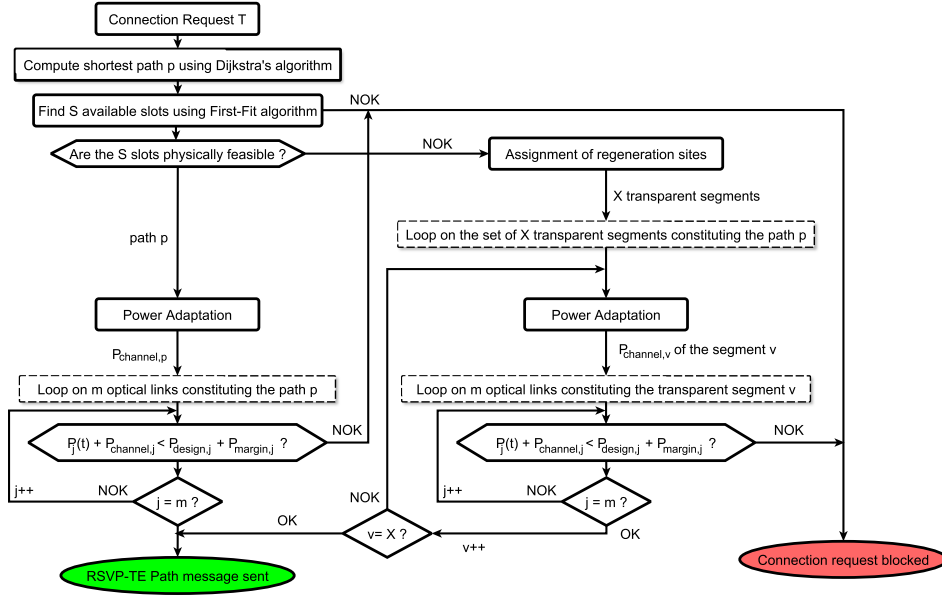 Connection Request T
Compute shortest path p using Dijkstra's algorithm
NOK
Find S available slots using First-Fit algorithm
Are the S slots physically feasible ?
NOK
Assignment of regeneration sites
X transparent segments
path p
Loop on the set of X transparent segments constituting the path p
Power Adaptation
Power Adaptation
Pchannel,p
Pchannel,v of the segment v
Loop on m optical links constituting the path p
Loop on m optical links constituting the transparent segment v
Pj(t) + Pchannel,j < Pdesign,j + Pmargin,j ?
NOK
Pj(t) + Pchannel,j < Pdesign,j + Pmargin,j ?
NOK
j++
NOK
j = m ?
NOK
j++
NOK
j = m ?
OK
v= X ?
v++
OK
RSVP-TE Path message sent
Connection request blocked